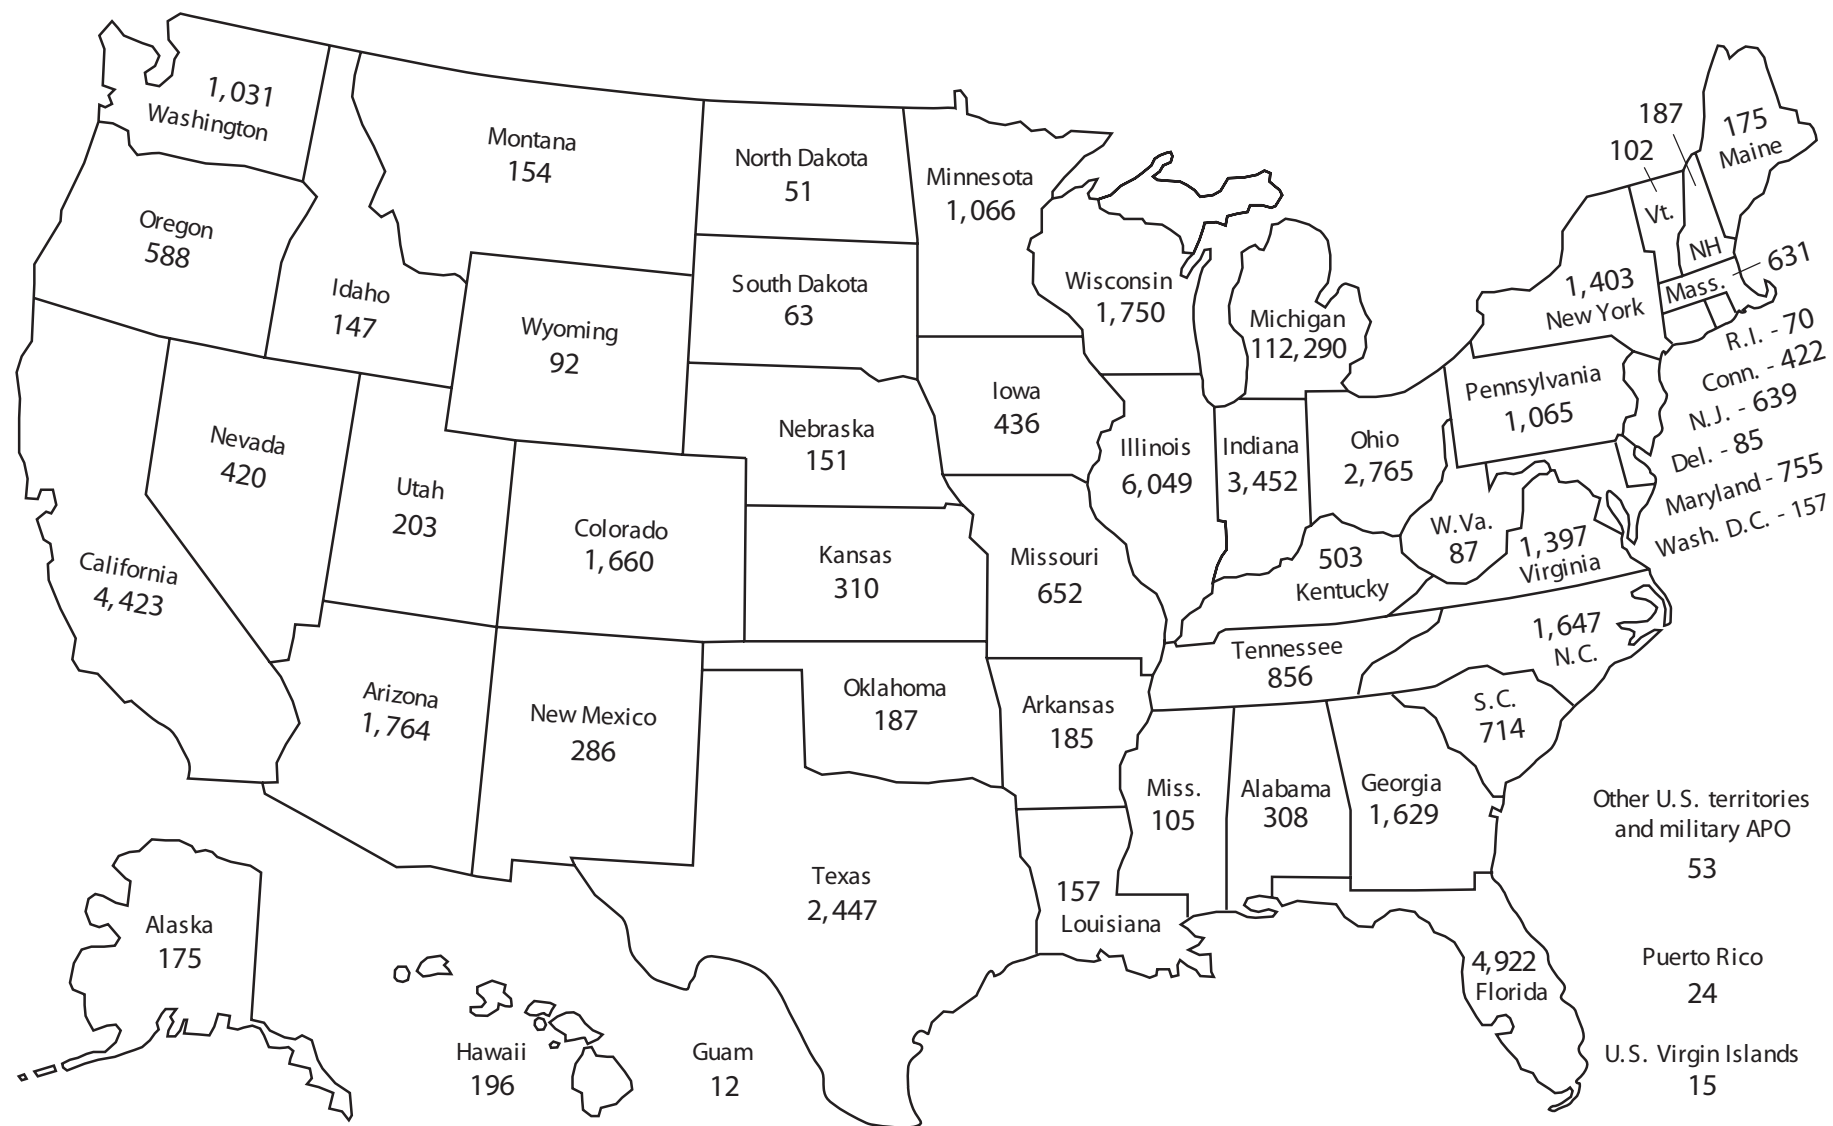 1,031
Washington
Oregon
588
California
4,423
Nevada
420
Idaho
147
Montana
154
Wyoming
92
Utah
203
Colorado
1,660
Arizona
1,764
New Mexico
286
North Dakota
51
South Dakota
63
Nebraska
151
Kansas
310
Oklahoma
187
Texas
2,447
Minnesota
1,066
Iowa
436
Missouri
652
Arkansas
185
157
Louisiana
Wisconsin
1,750
Illinois
6,049
Michigan
112,290
Indiana
3,452
Ohio
2,765
503
Kentucky
Tennessee
856
Miss.
105
Alabama
308
Georgia
1,629
4,922
Florida
S.C.
714
1,647
N.C.
1,397
Virginia
W.Va.
87
Pennsylvania
1,065
1,403
New York
102
Vt.
187
NH
175
Maine
631
Mass.
R.I. - 70
Conn. - 422
N.J. - 639
Del. - 85
Maryland - 755
Wash. D.C. - 157
Alaska
175
Hawaii
196
Guam
12
Other U.S. territories
and military APO
53
Puerto Rico
24
U.S. Virgin Islands
15